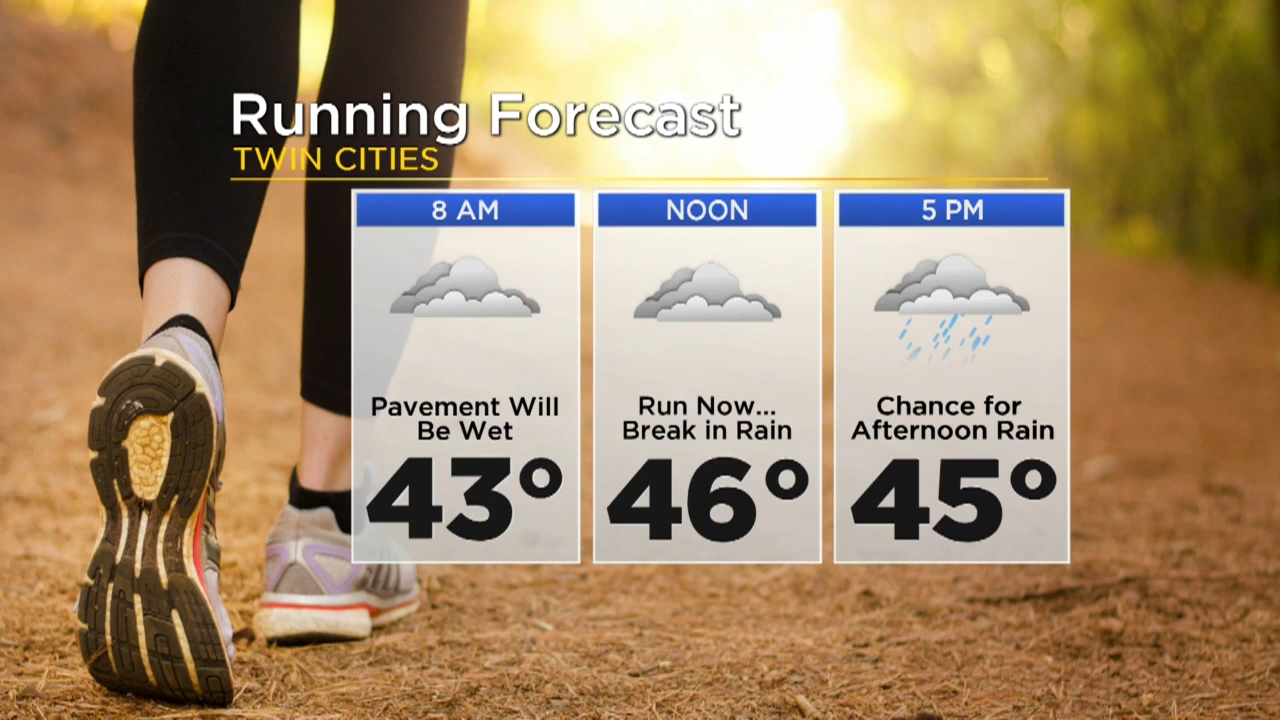 Running Forecast
TWIN CITIES
8 AM
Pavement Will
Be Wet
43°
NOON
Run Now...
Break in Rain
46°
5 PM
Chance for
Afternoon Rain
45°